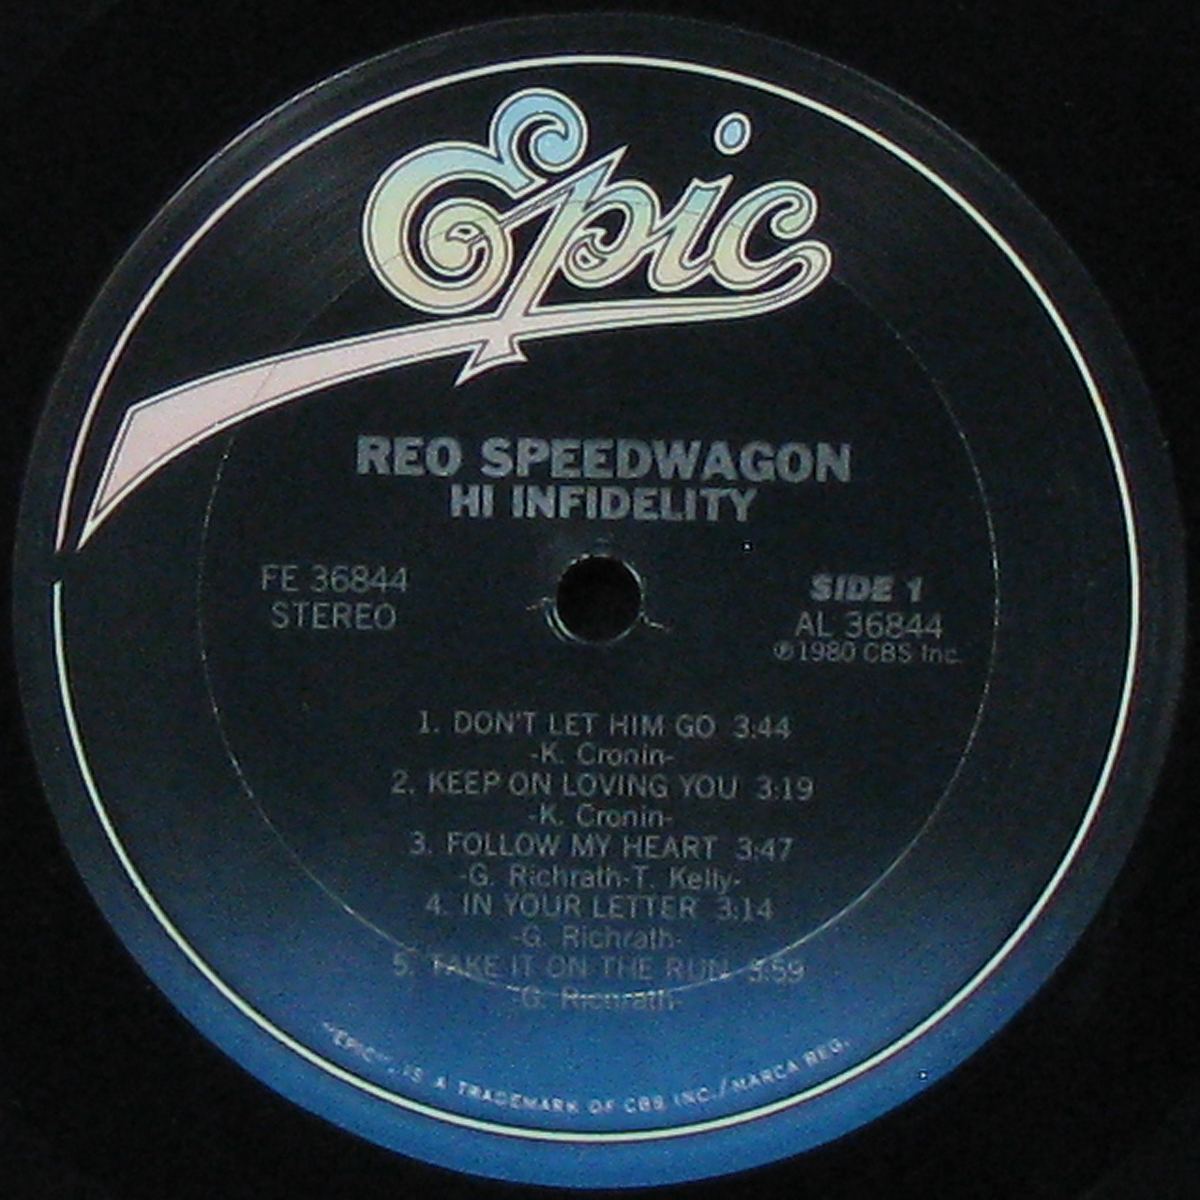 Epic
REO SPEEDWAGON
HI INFIDELITY
FE 36844
STEREO
SIDE 1
AL 36844
℗1980 CBS Inc.
1. DON'T LET HIM GO 3:44
-K. Cronin-
2. KEEP ON LOVING YOU 3:19
-K. Cronin-
3. FOLLOW MY HEART 3:47
-G. Richrath-T. Kelly-
4. IN YOUR LETTER 3:14
-G. Richrath-
5. TAKE IT ON THE RUN 3:59
-G. Richrath-
"EPIC", IS A TRADEMARK OF CBS INC./MARCA REG.